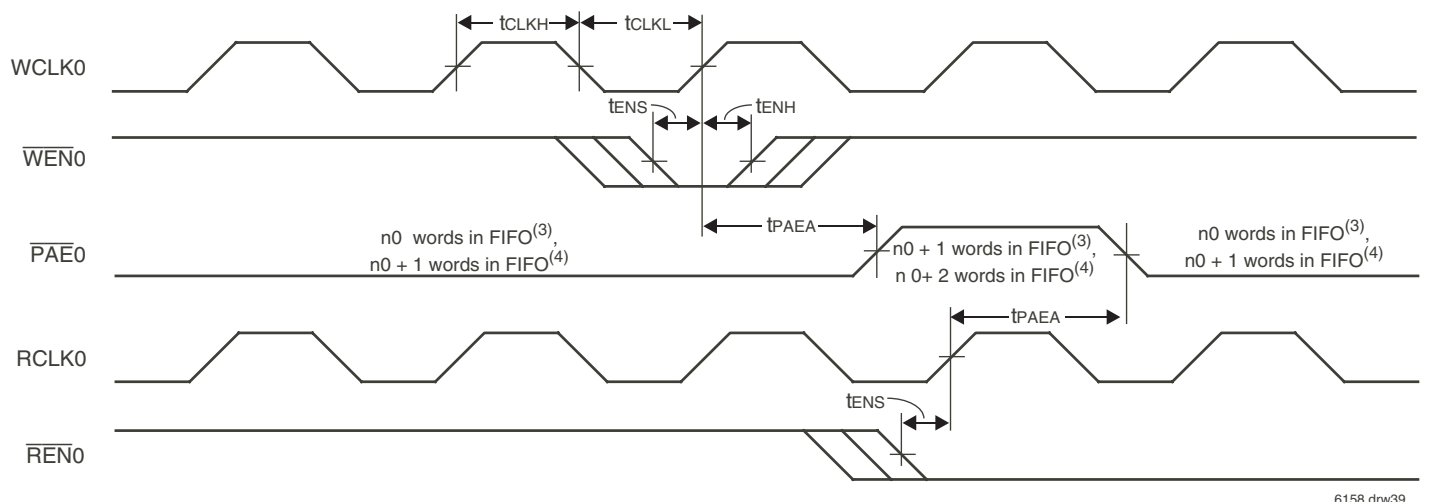 tCLKH tCLKL
WCLK0
tENS tENH
WEN0
tPAEA
PAE0
n0 words in FIFO(3),
n0 + 1 words in FIFO(4)
n0 + 1 words in FIFO(3),
n 0+ 2 words in FIFO(4)
n0 words in FIFO(3),
n0 + 1 words in FIFO(4)
tPAEA
RCLK0
tENS
REN0
6158 drw39